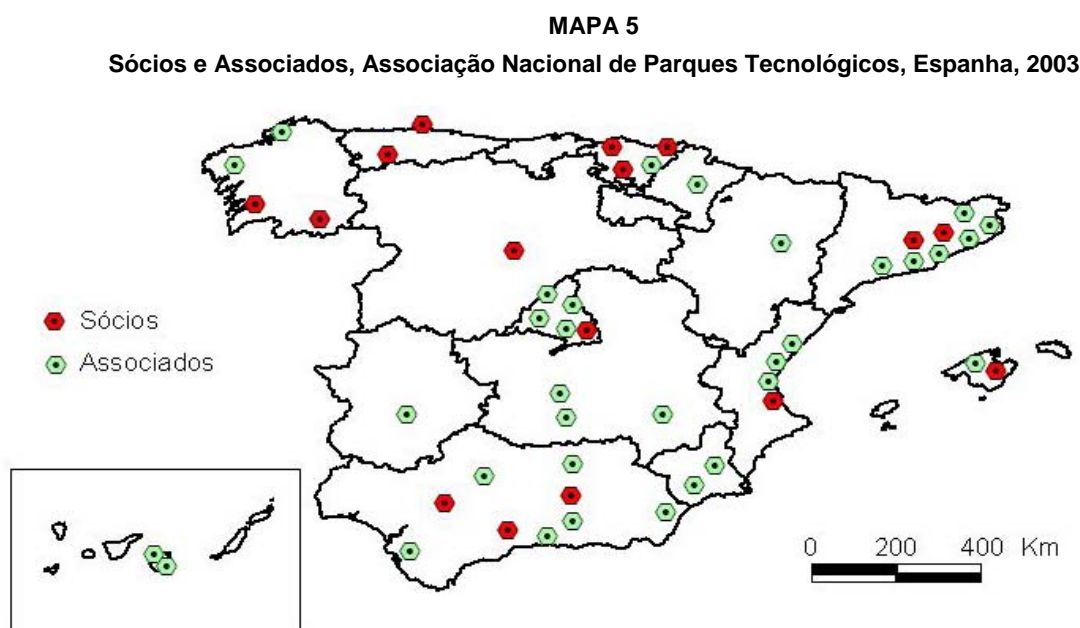 MAPA 5
Sócios e Associados, Associação Nacional de Parques Tecnológicos, Espanha, 2003
Sócios
Associados
0 200 400 Km